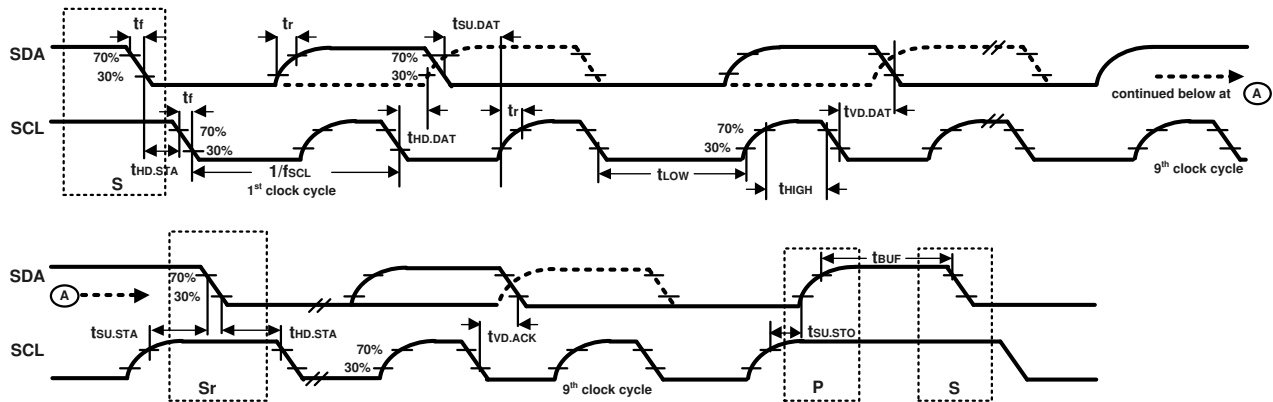 tf tr tSU.DAT
SDA 70% 30% 70% 30%
continued below at A
tf tHD.DAT tr tVD.DAT
SCL 70% 30% 70% 30%
tHD.STA 1/fSCL tLOW tHIGH
S 1st clock cycle 9th clock cycle
tBUF
SDA 70% 30%
A
tSU.STA tHD.STA tVD.ACK tSU.STO
SCL 70% 30%
Sr 9th clock cycle P S